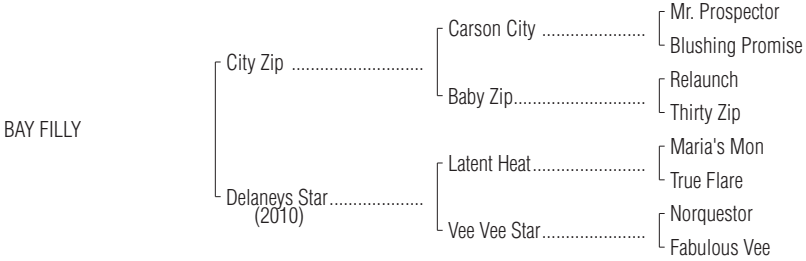 Mr. Prospector
Carson City ......................
Blushing Promise
City Zip ............................
Relaunch
Baby Zip............................
Thirty Zip
BAY FILLY
Maria's Mon
Latent Heat........................
True Flare
Delaneys Star....................
(2010)
Norquestor
Vee Vee Star......................
Fabulous Vee